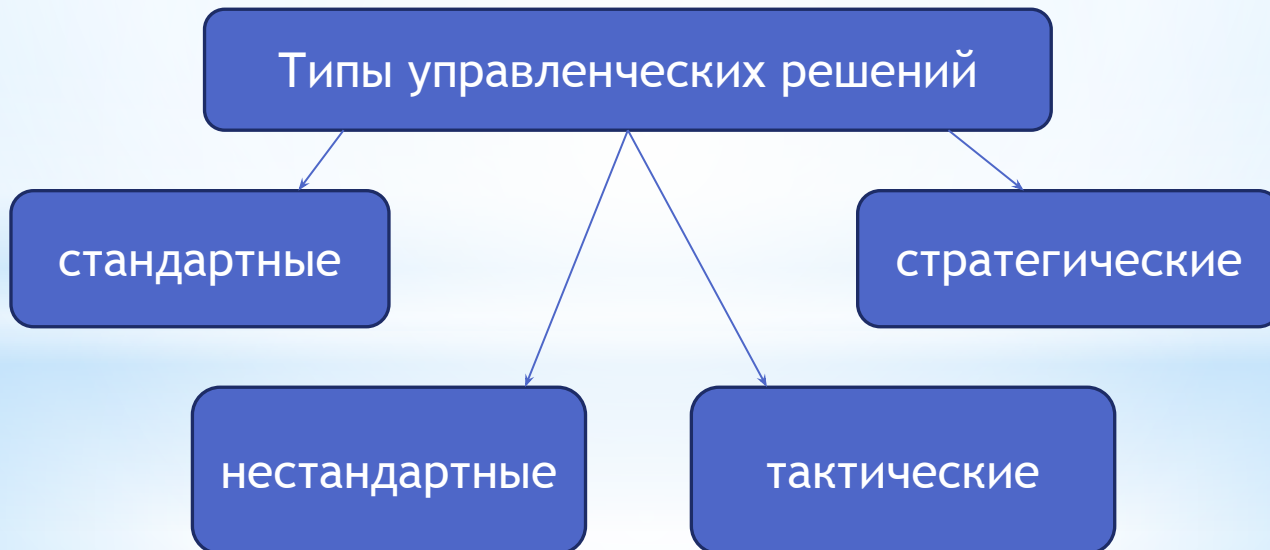 Типы управленческих решений
стандартные
стратегические
нестандартные
тактические